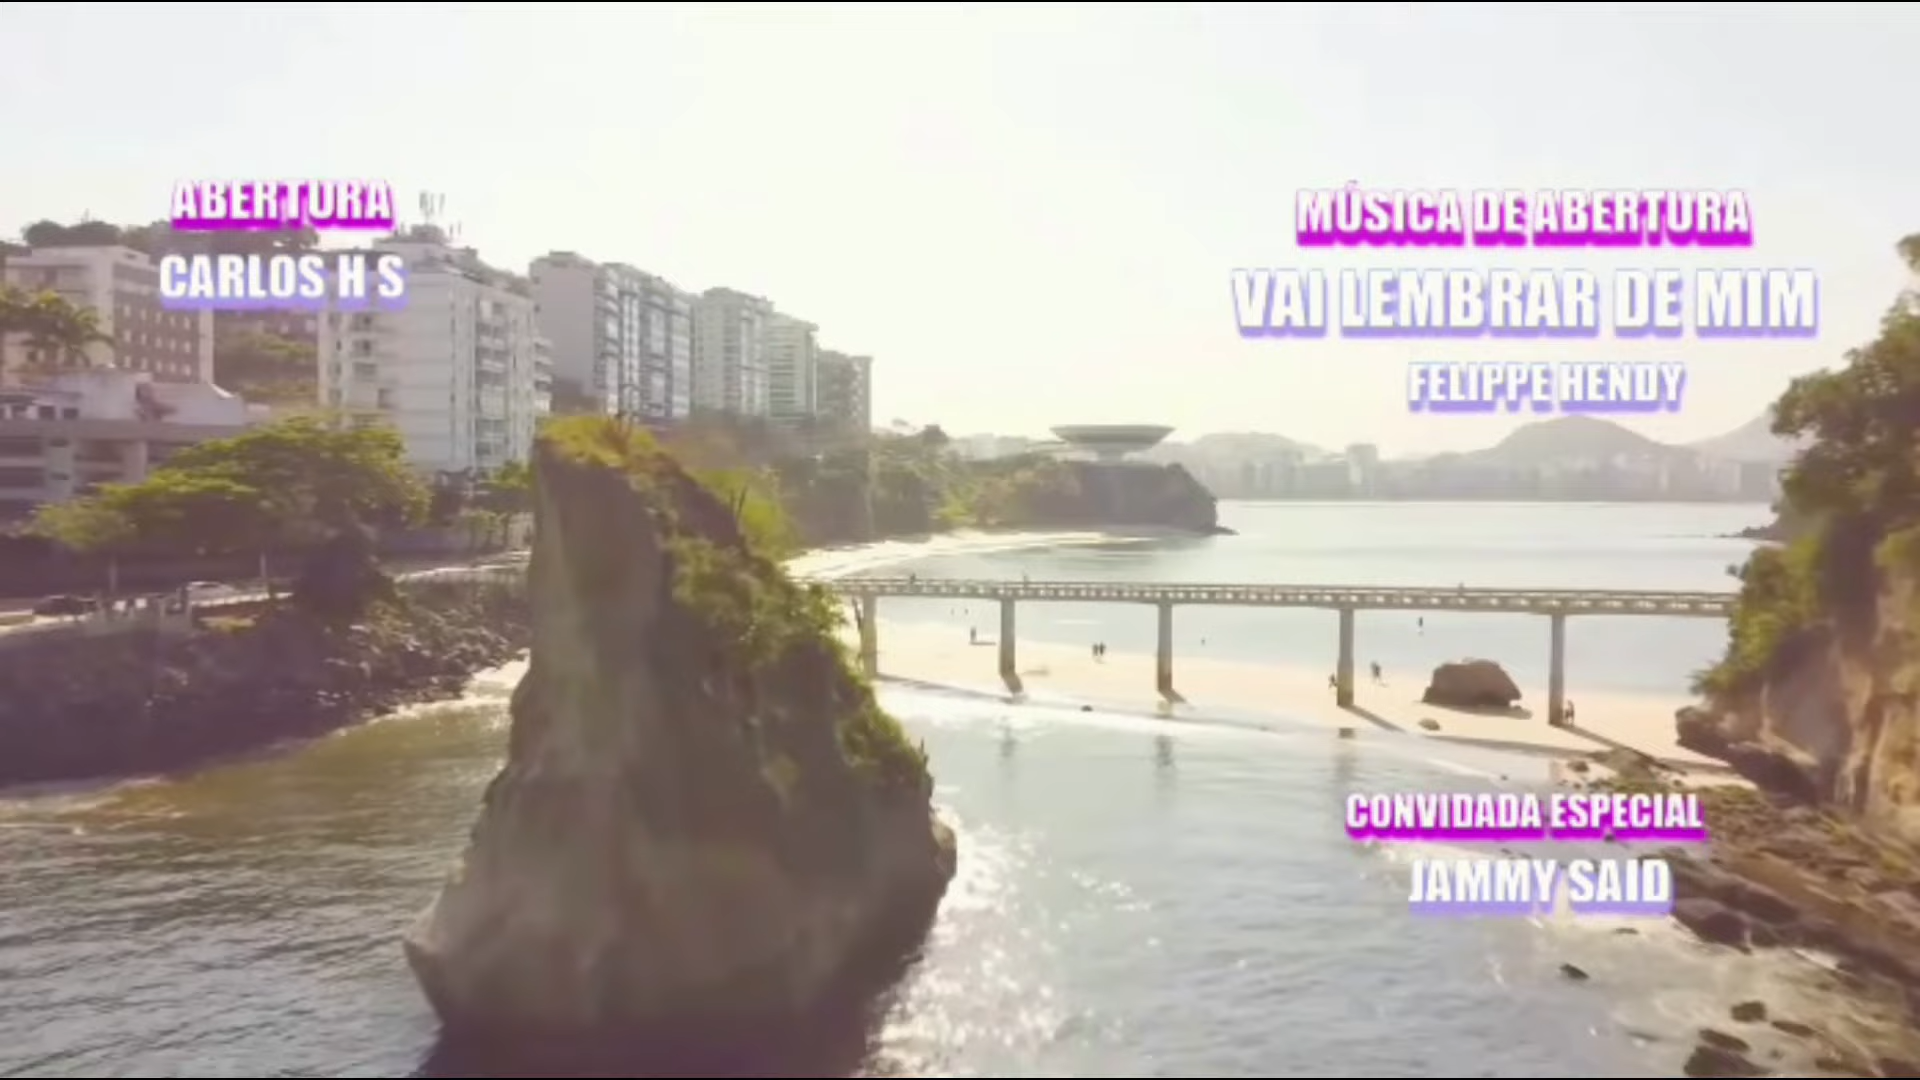 ABERTURA
CARLOS H S
MÚSICA DE ABERTURA
VAI LEMBRAR DE MIM
FELIPPE HENDY
CONVIDADA ESPECIAL
JAMMY SAID